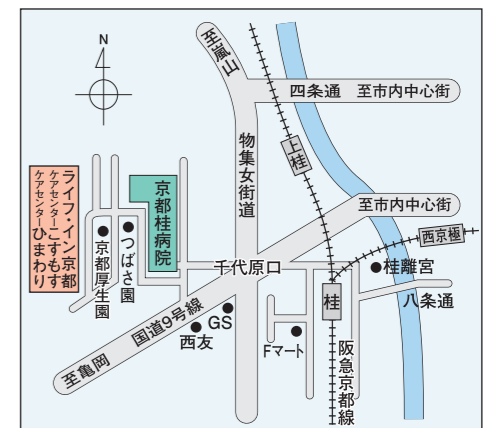 N
至嵐山
四条通 至市内中心街
上桂
物集女街道
ライフ・イン京都
ケアセンターこすもす
ケアセンターひまわり
京都桂病院
京都厚生園
つばさ園
至市内中心街
西京極
千代原口
桂離宮
桂
八条通
国道9号線
GS
西友
Fマート
阪急京都線
至亀岡